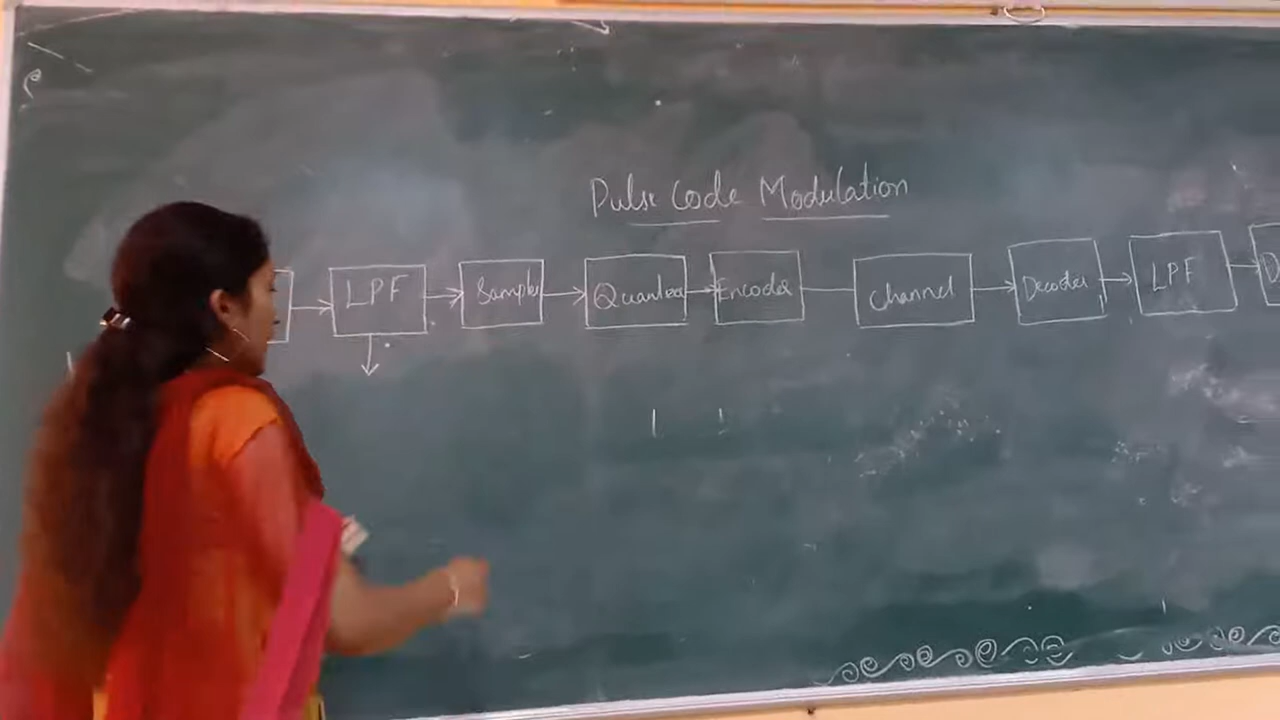 Pulse Code Modulation
LPF Sampler Quantizer Encoder Channel Decoder LPF D